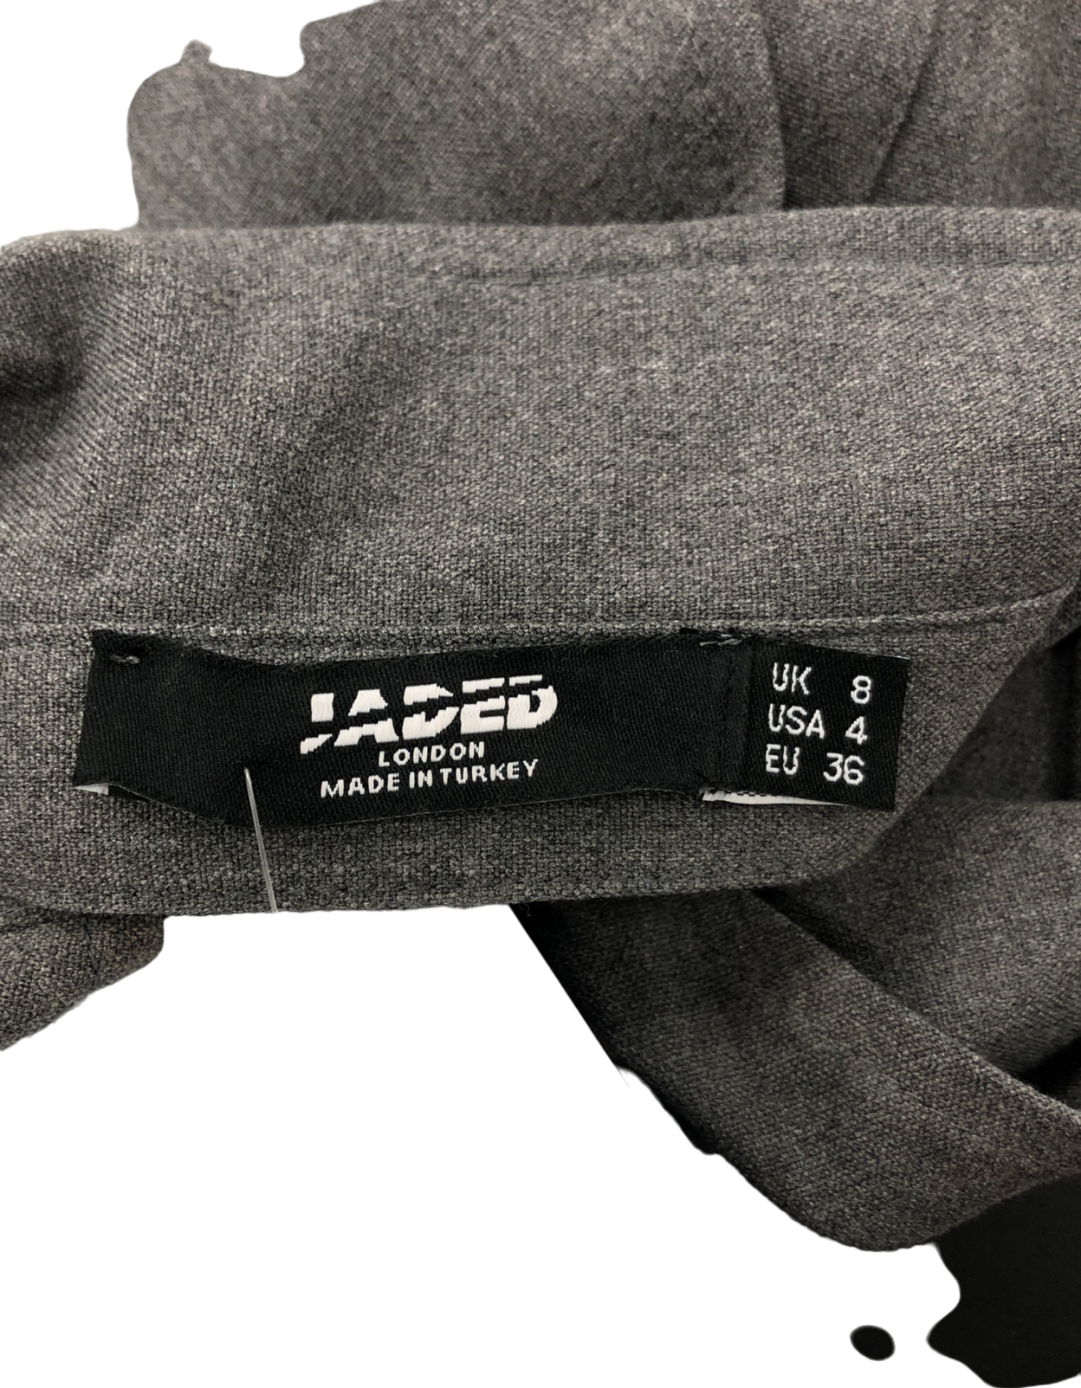 JADED
LONDON
MADE IN TURKEY
UK 8
USA 4
EU 36